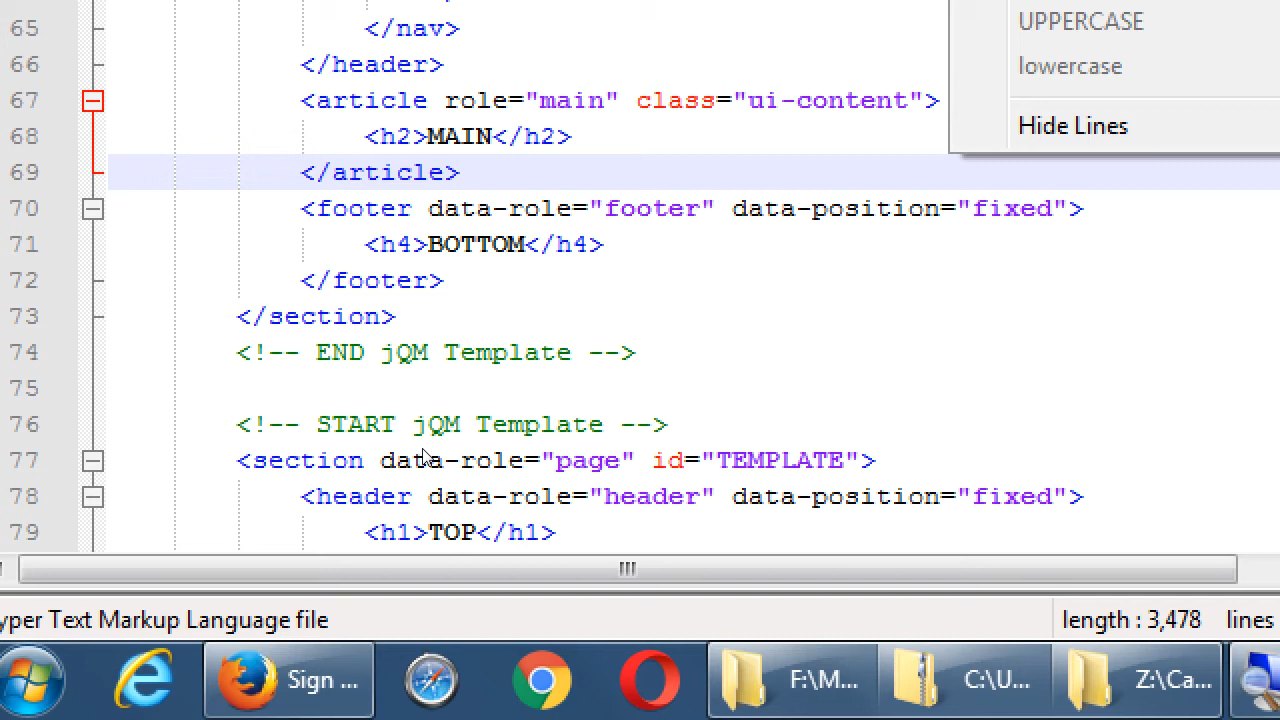 65 </nav>
66 </header>
67 <article role="main" class="ui-content">
68 <h2>MAIN</h2>
69 </article>
70 <footer data-role="footer" data-position="fixed">
71 <h4>BOTTOM</h4>
72 </footer>
73 </section>
74 <!-- END jQM Template -->
75
76 <!-- START jQM Template -->
77 <section data-role="page" id="TEMPLATE">
78 <header data-role="header" data-position="fixed">
79 <h1>TOP</h1>
UPPERCASE
lowercase
Hide Lines
yper Text Markup Language file length : 3,478 lines
Sign ... F:\M... C:\U... Z:\Ca...